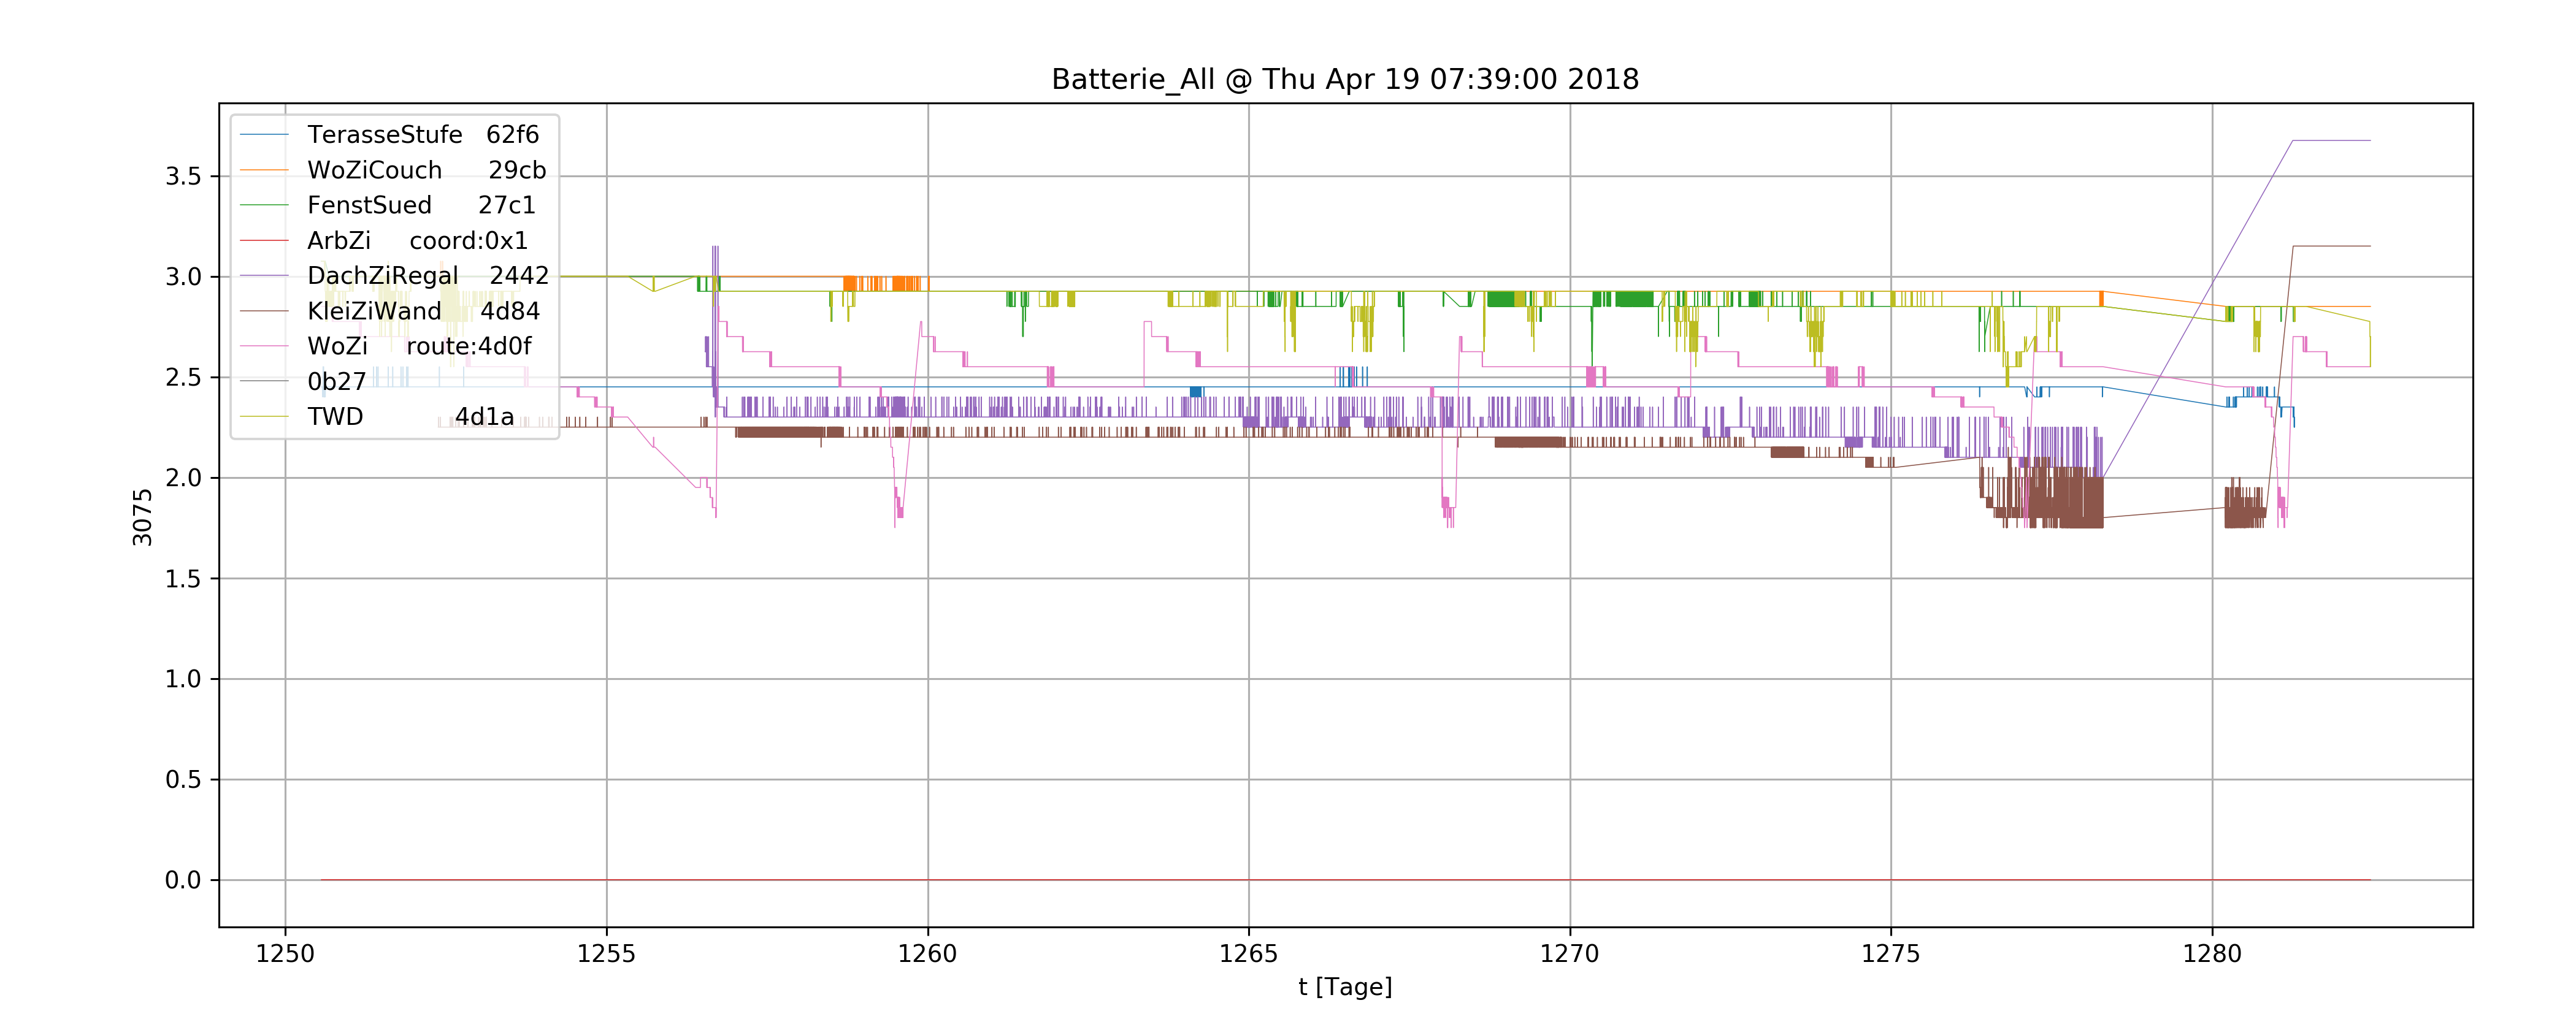 Batterie_All @ Thu Apr 19 07:39:00 2018
TerasseStufe 62f6
WoZiCouch 29cb
FenstSued 27c1
ArbZi coord:0x1
DachZiRegal 2442
KleiZiWand 4d84
WoZi route:4d0f
0b27
TWD 4d1a
3.5
3.0
2.5
2.0
1.5
1.0
0.5
0.0
3075
1250 1255 1260 1265 1270 1275 1280
t [Tage]